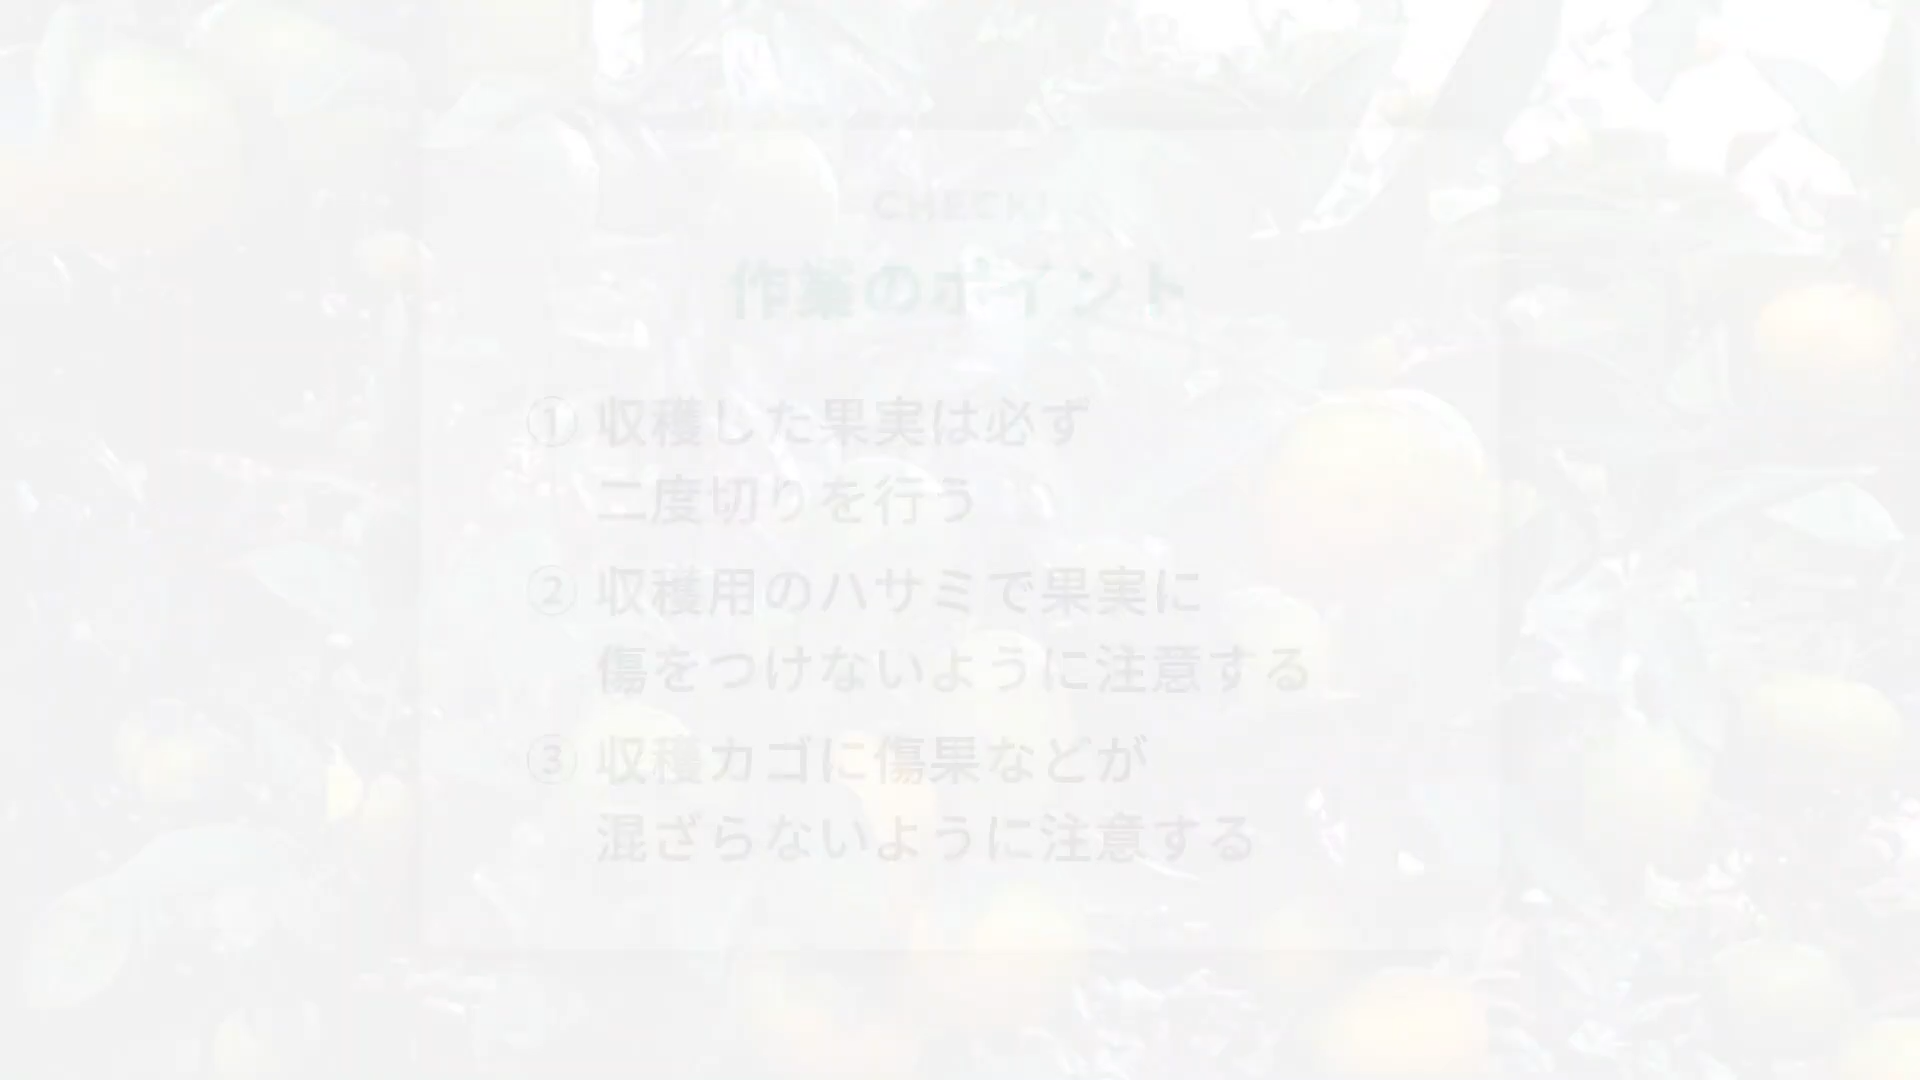 CHECK!
作業のポイント
① 収穫した果実は必ず
二度切りを行う
② 収穫用のハサミで果実に
傷をつけないように注意する
③ 収穫カゴに傷果などが
混ざらないように注意する